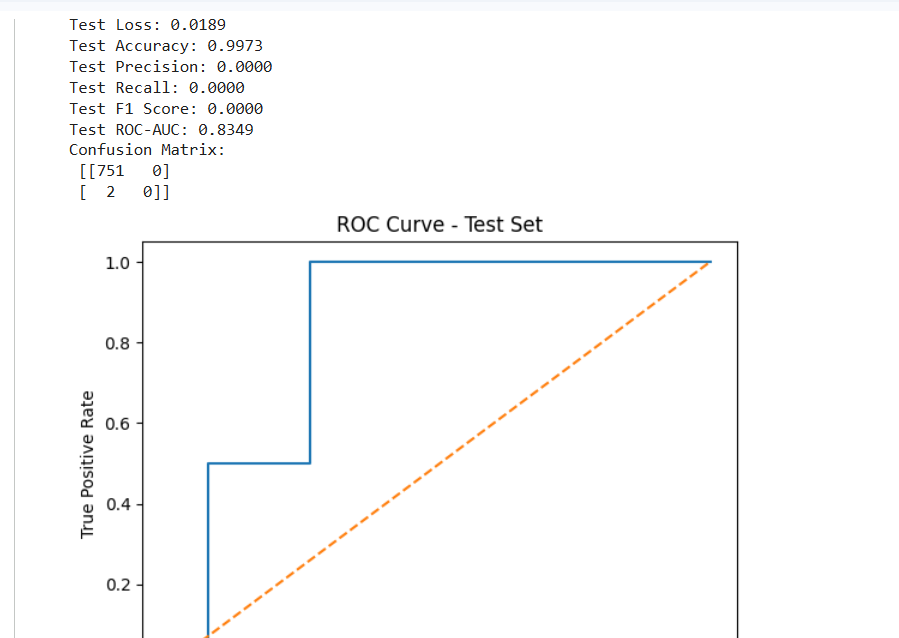 Test Loss: 0.0189
Test Accuracy: 0.9973
Test Precision: 0.0000
Test Recall: 0.0000
Test F1 Score: 0.0000
Test ROC-AUC: 0.8349
Confusion Matrix:
[[751   0]
[  2   0]]
ROC Curve - Test Set
1.0
0.8
0.6
0.4
0.2
True Positive Rate